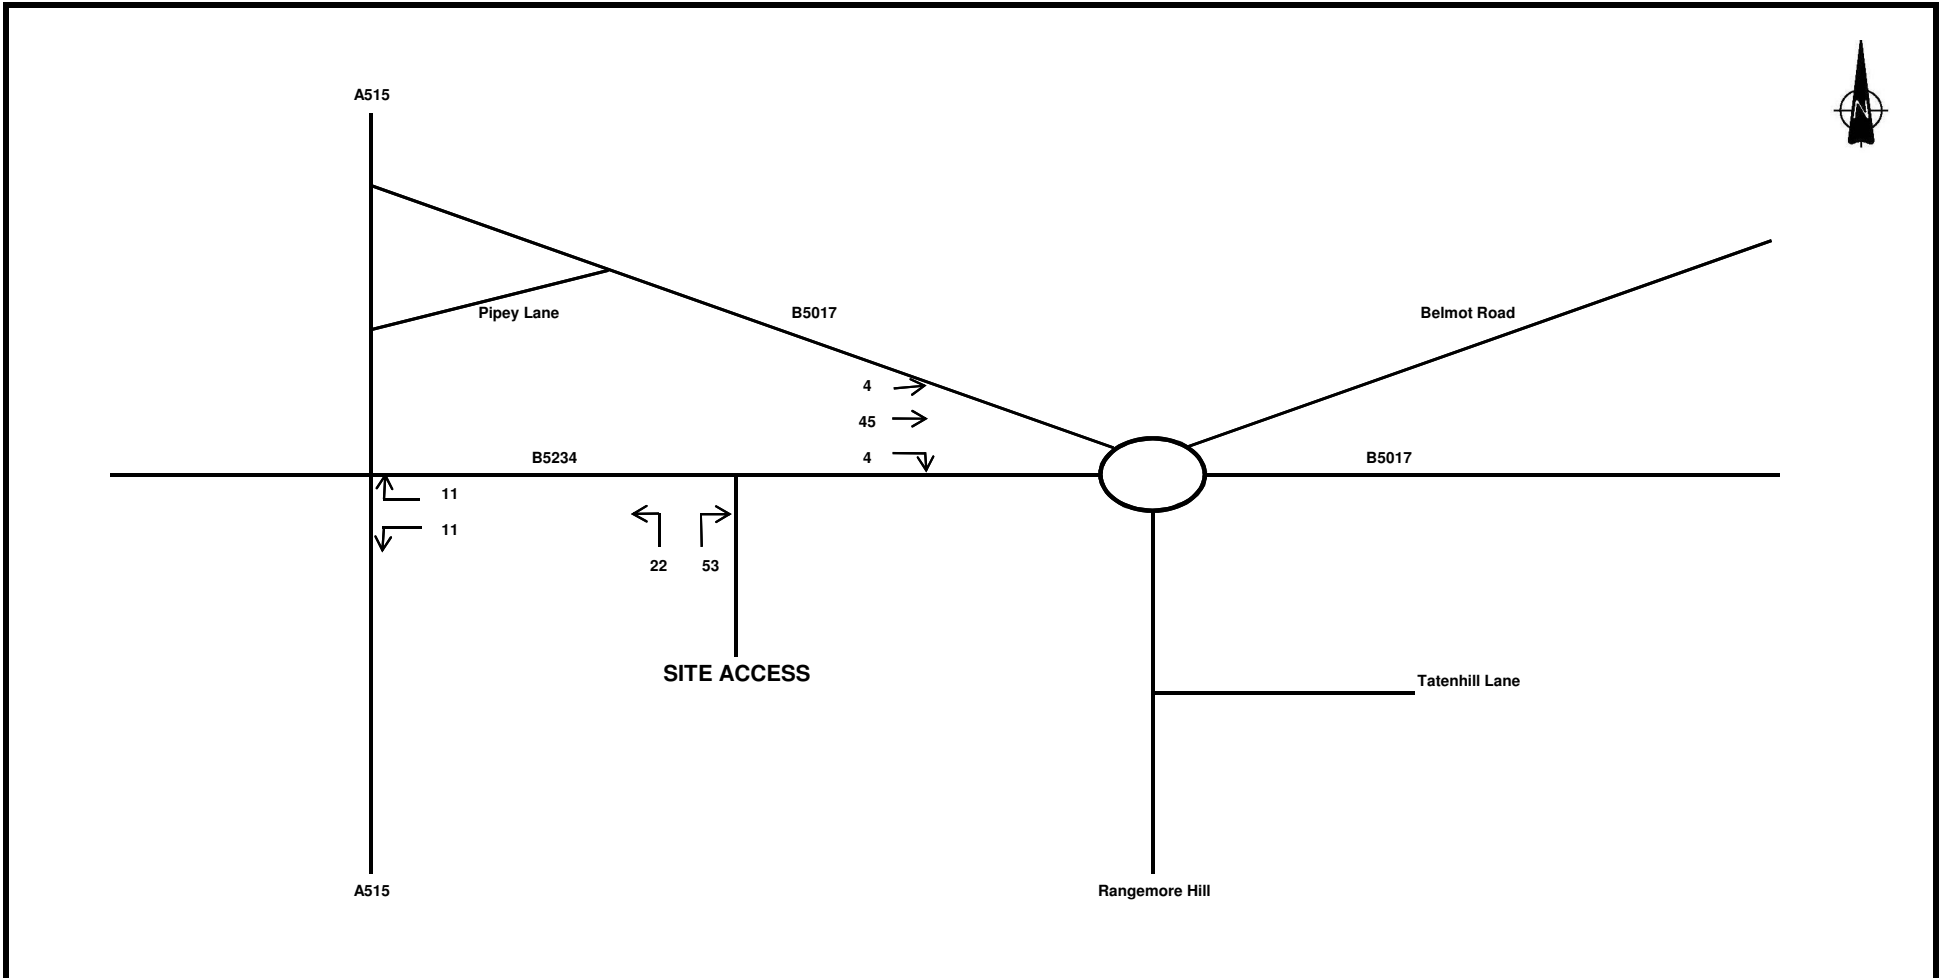 A515
N
Pipey Lane
B5017
Belmot Road
4
45
B5234
4
B5017
11
11
22
53
SITE ACCESS
Tatenhill Lane
A515
Rangemore Hill